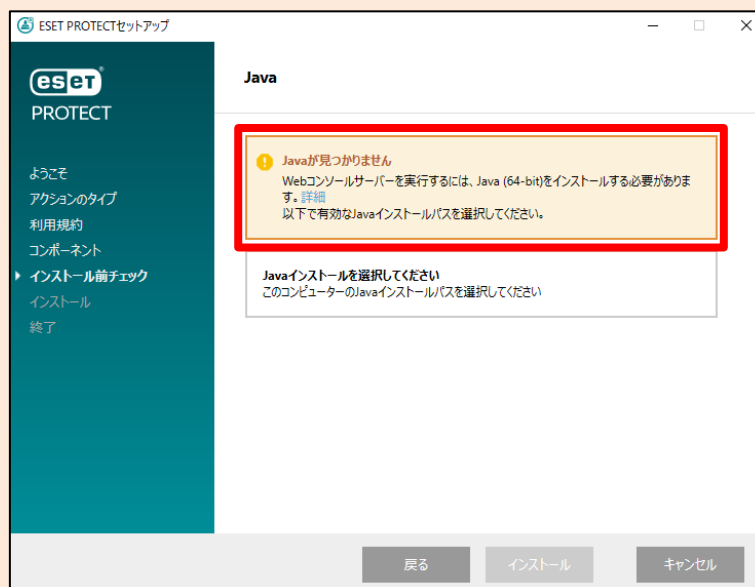 ESET PROTECTセットアップ
eset
PROTECT
ようこそ
アクションのタイプ
利用規約
コンポーネント
インストール前チェック
インストール
終了
Java
Javaが見つかりません
Webコンソールサーバーを実行するには、Java (64-bit)をインストールする必要がありま
す。詳細
以下で有効なJavaインストールパスを選択してください。
Javaインストールを選択してください
このコンピューターのJavaインストールパスを選択してください
戻る
インストール
キャンセル